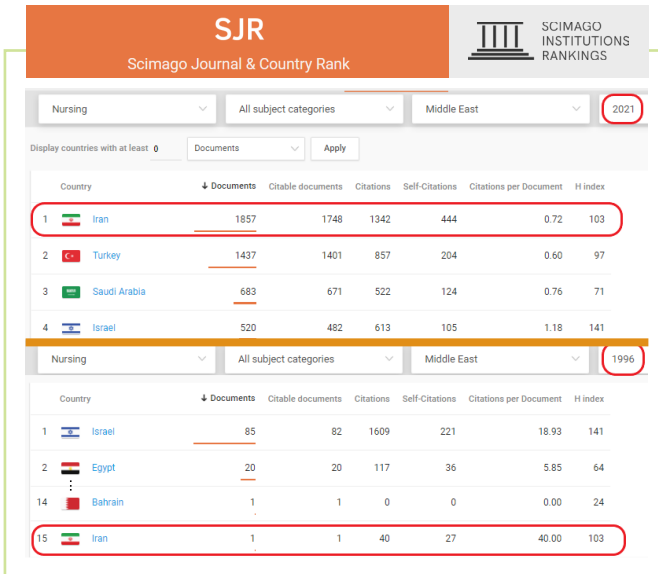 SJR
Scimago Journal & Country Rank
SCIMAGO
INSTITUTIONS
RANKINGS
Nursing All subject categories Middle East 2021
Display countries with at least 0 Documents Apply
Country ↓ Documents Citable documents Citations Self-Citations Citations per Document H index
1 Iran 1857 1748 1342 444 0.72 103
2 Turkey 1437 1401 857 204 0.60 97
3 Saudi Arabia 683 671 522 124 0.76 71
4 Israel 520 482 613 105 1.18 141
Nursing All subject categories Middle East 1996
Country ↓ Documents Citable documents Citations Self-Citations Citations per Document H index
1 Israel 85 82 1609 221 18.93 141
2 Egypt 20 20 117 36 5.85 64
14 Bahrain 1 1 0 0 0.00 24
15 Iran 1 1 40 27 40.00 103